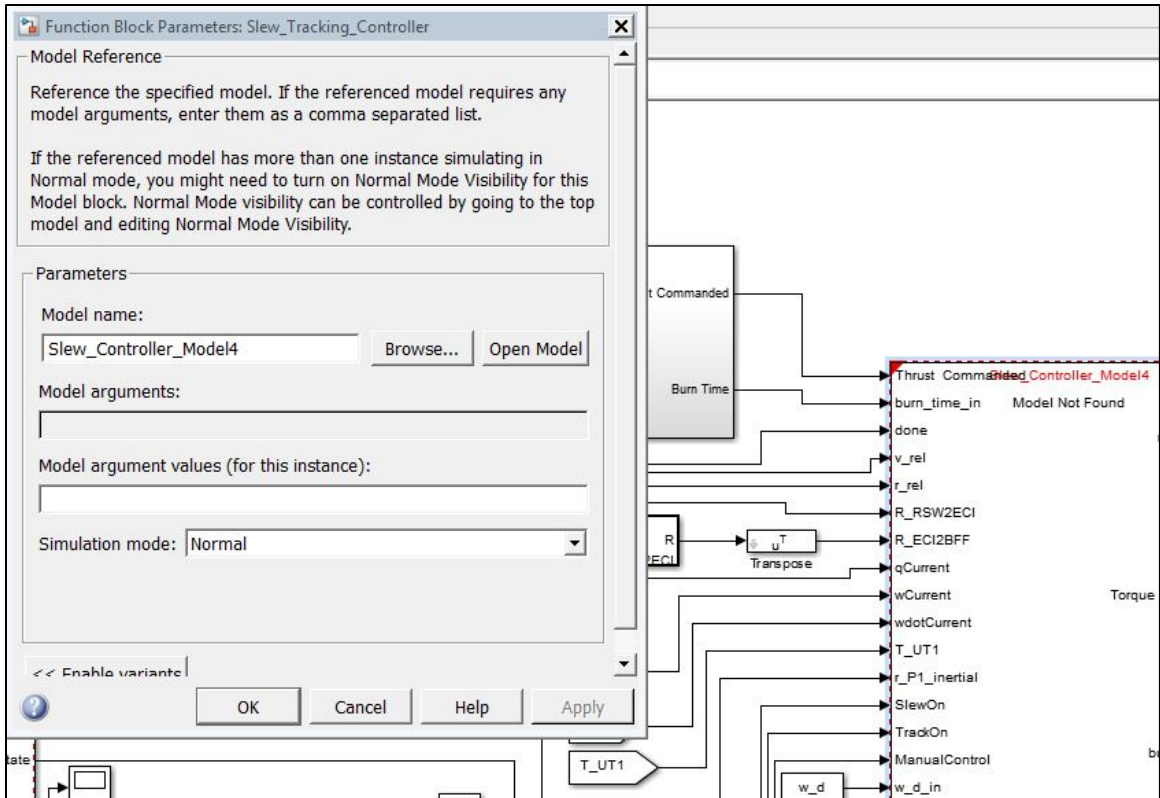 Function Block Parameters: Slew_Tracking_Controller
Model Reference
Reference the specified model. If the referenced model requires any
model arguments, enter them as a comma separated list.
If the referenced model has more than one instance simulating in
Normal mode, you might need to turn on Normal Mode Visibility for this
Model block. Normal Mode visibility can be controlled by going to the top
model and editing Normal Mode Visibility.
Parameters
Model name:
Slew_Controller_Model4
Browse...
Open Model
Model arguments:
Model argument values (for this instance):
Simulation mode:
Normal
<< Enable variants
OK
Cancel
Help
Apply
t Commanded
Burn Time
R
ECI
u^T
Transpose
Thrust Commanded
_Controller_Model4
burn_time_in
Model Not Found
done
v_rel
r_rel
R_RSW2ECI
R_ECI2BFF
qCurrent
wCurrent
Torque
wdotCurrent
T_UT1
r_P1_inertial
SlewOn
TrackOn
ManualControl
w_d_in
tate
T_UT1
w_d